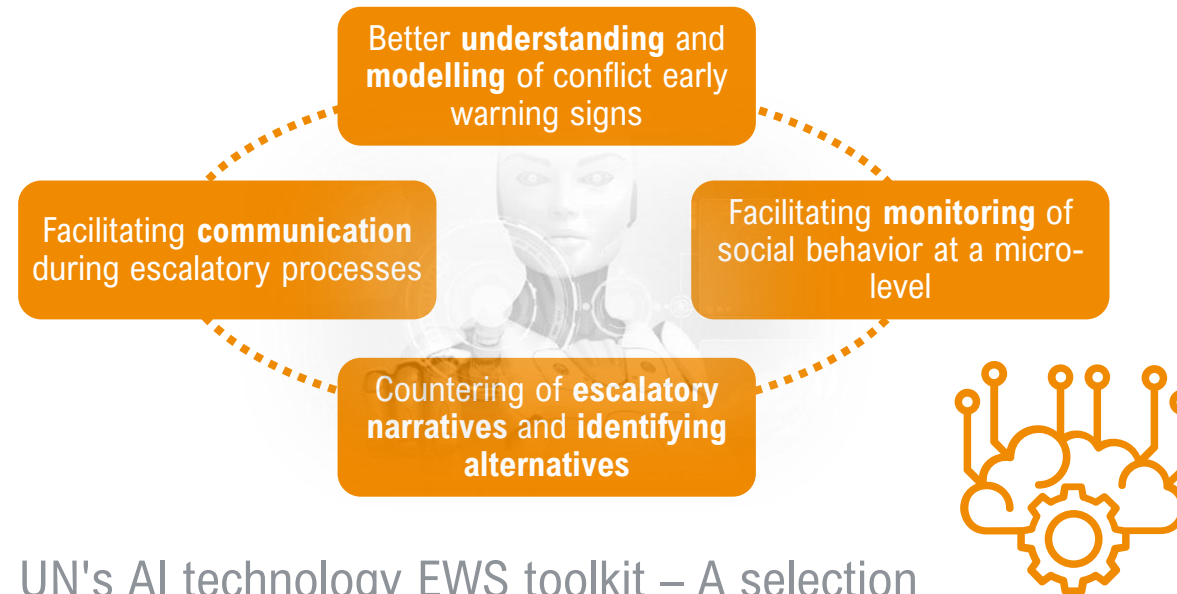 Better understanding and
modelling of conflict early
warning signs
Facilitating communication
during escalatory processes
Facilitating monitoring of
social behavior at a micro-
level
Countering of escalatory
narratives and identifying
alternatives
UN's AI technology EWS toolkit – A selection